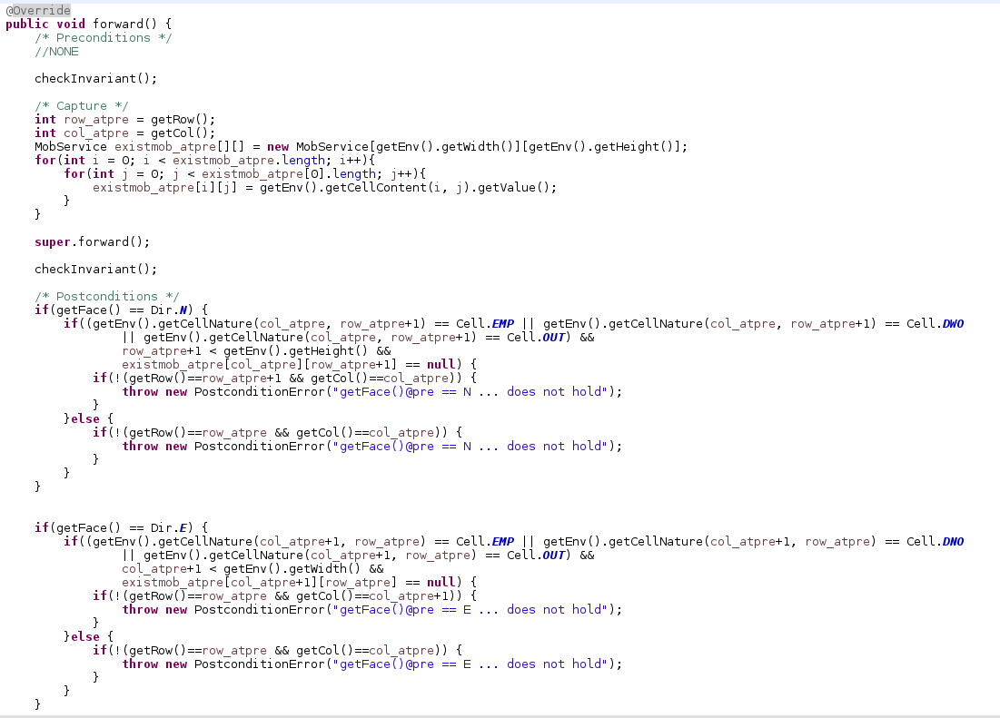 @Override
public void forward() {
    /* Preconditions */
    //NONE

    checkInvariant();

    /* Capture */
    int row_atpre = getRow();
    int col_atpre = getCol();
    MobService existmob_atpre[][] = new MobService[getEnv().getWidth()][getEnv().getHeight()];
    for(int i = 0; i < existmob_atpre.length; i++){
        for(int j = 0; j < existmob_atpre[0].length; j++){
            existmob_atpre[i][j] = getEnv().getCellContent(i, j).getValue();
        }
    }

    super.forward();

    checkInvariant();

    /* Postconditions */
    if(getFace() == Dir.N) {
        if((getEnv().getCellNature(col_atpre, row_atpre+1) == Cell.EMP || getEnv().getCellNature(col_atpre, row_atpre+1) == Cell.DWO
                || getEnv().getCellNature(col_atpre, row_atpre+1) == Cell.OUT) &&
                row_atpre+1 < getEnv().getHeight() &&
                existmob_atpre[col_atpre][row_atpre+1] == null) {
            if(!(getRow()==row_atpre+1 && getCol()==col_atpre)) {
                throw new PostconditionError("getFace()@pre == N ... does not hold");
            }
        }else {
            if(!(getRow()==row_atpre && getCol()==col_atpre)) {
                throw new PostconditionError("getFace()@pre == N ... does not hold");
            }
        }
    }


    if(getFace() == Dir.E) {
        if((getEnv().getCellNature(col_atpre+1, row_atpre) == Cell.EMP || getEnv().getCellNature(col_atpre+1, row_atpre) == Cell.DNO
                || getEnv().getCellNature(col_atpre+1, row_atpre) == Cell.OUT) &&
                col_atpre+1 < getEnv().getWidth() &&
                existmob_atpre[col_atpre+1][row_atpre] == null) {
            if(!(getRow()==row_atpre && getCol()==col_atpre+1)) {
                throw new PostconditionError("getFace()@pre == E ... does not hold");
            }
        }else {
            if(!(getRow()==row_atpre && getCol()==col_atpre)) {
                throw new PostconditionError("getFace()@pre == E ... does not hold");
            }
        }
    }